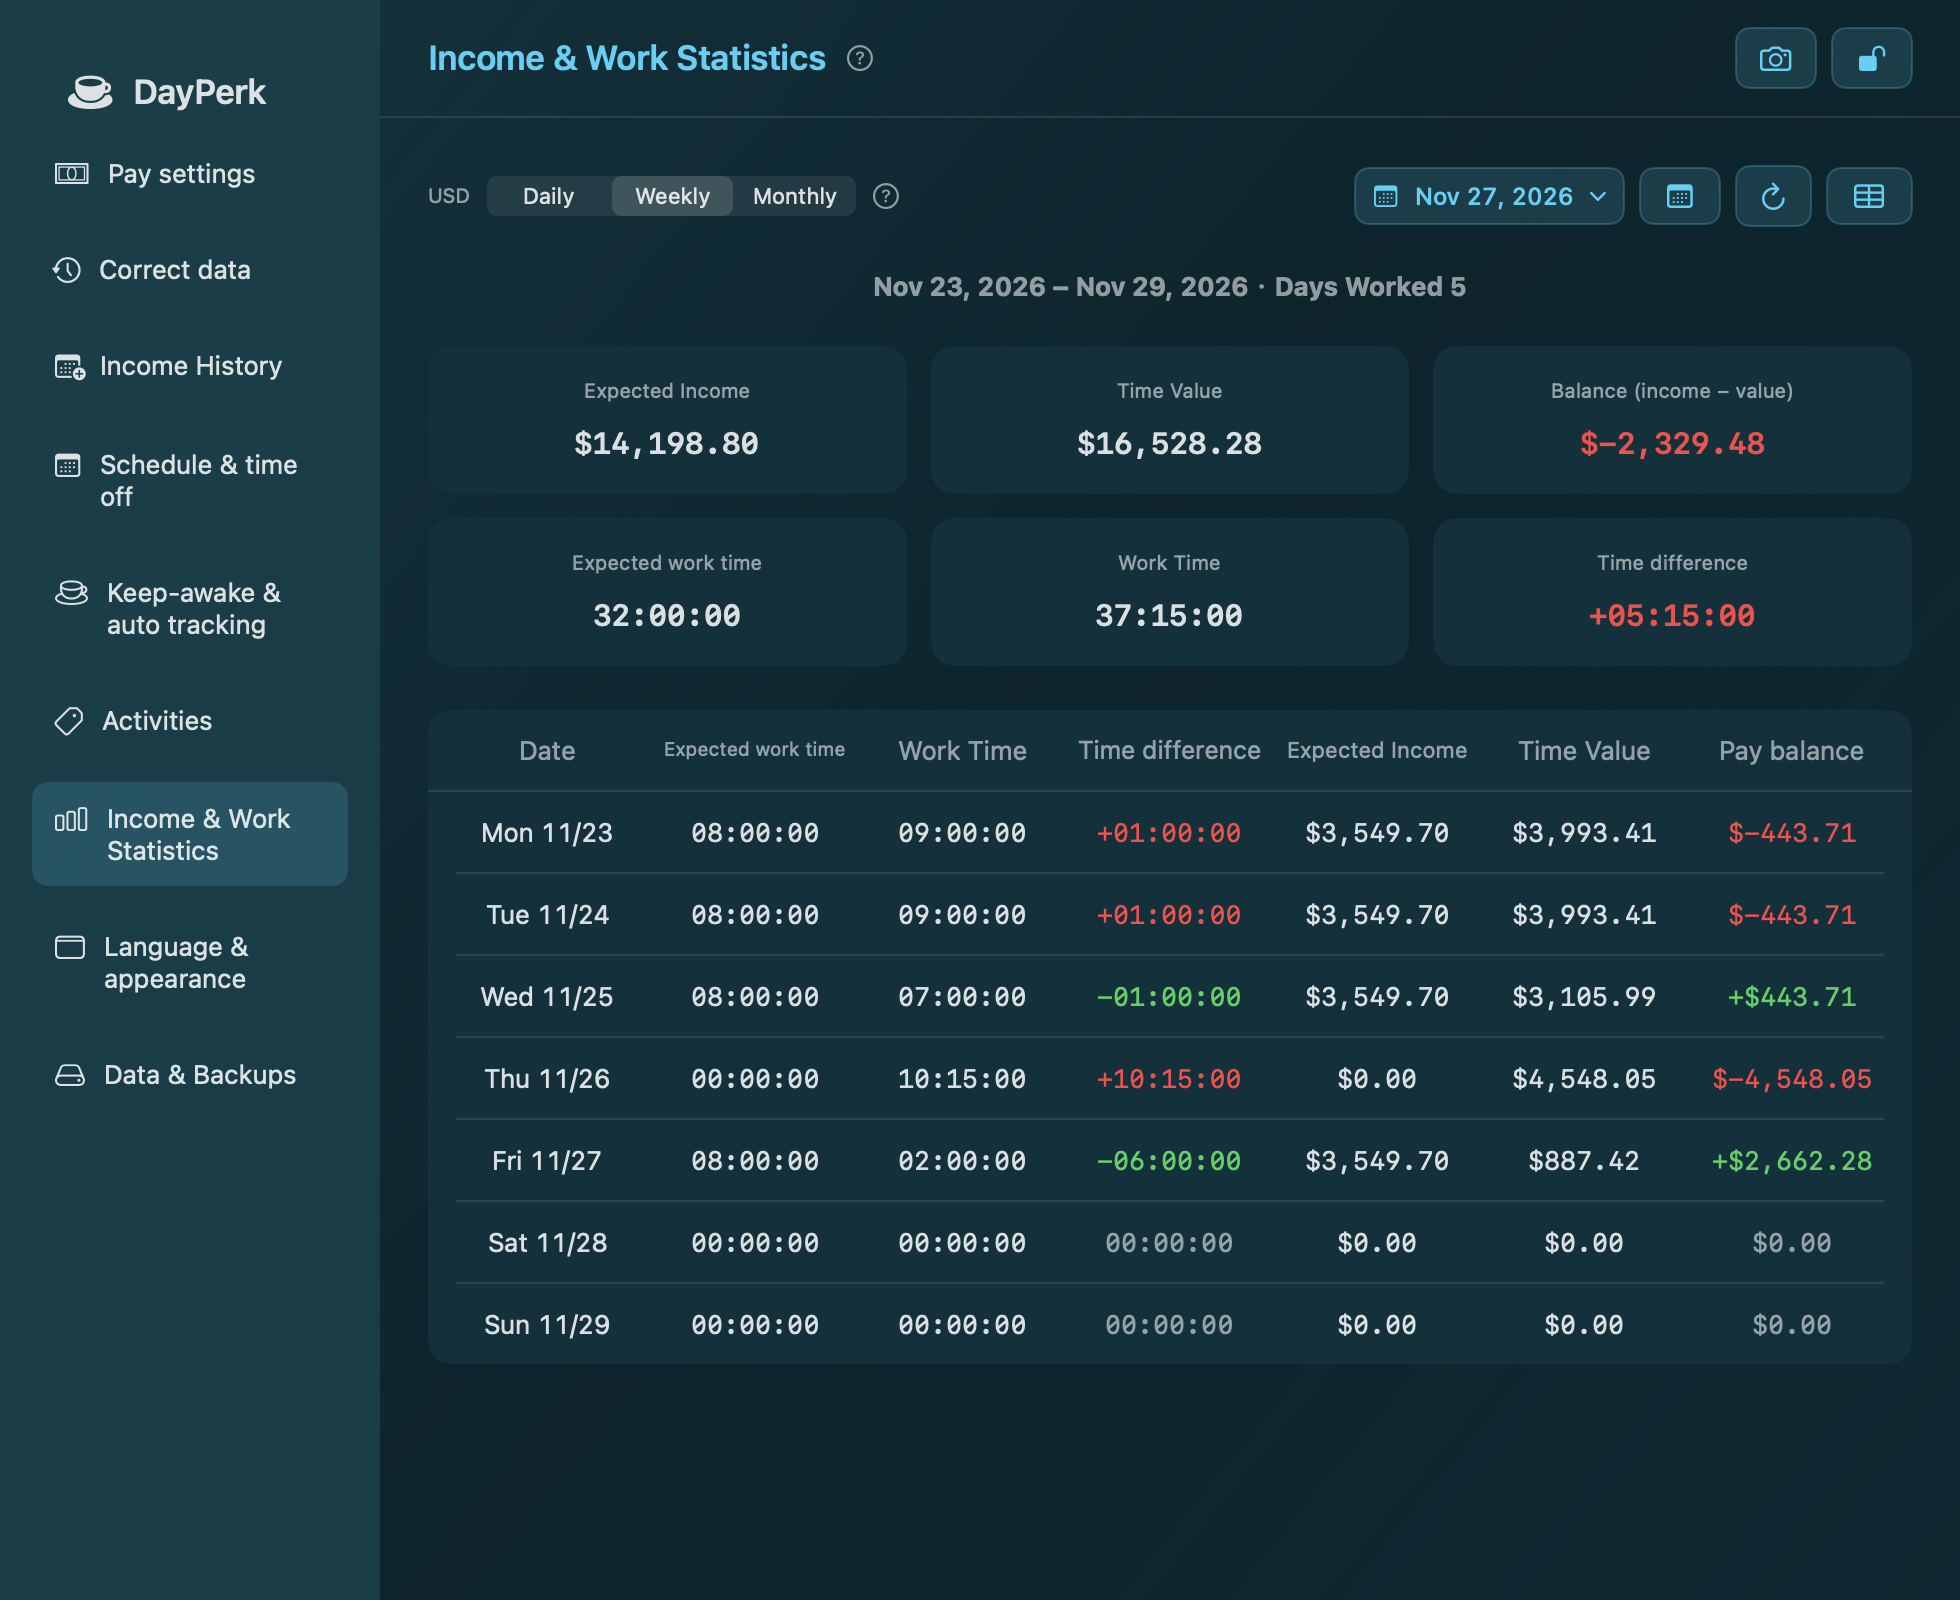 DayPerk
Pay settings
Correct data
Income History
Schedule & time
off
Keep-awake &
auto tracking
Activities
Income & Work
Statistics
Language &
appearance
Data & Backups
Income & Work Statistics ?
USD Daily Weekly Monthly ? Nov 27, 2026
Nov 23, 2026 – Nov 29, 2026 · Days Worked 5
Expected Income Time Value Balance (income – value)
$14,198.80 $16,528.28 $−2,329.48
Expected work time Work Time Time difference
32:00:00 37:15:00 +05:15:00
Date Expected work time Work Time Time difference Expected Income Time Value Pay balance
Mon 11/23 08:00:00 09:00:00 +01:00:00 $3,549.70 $3,993.41 $−443.71
Tue 11/24 08:00:00 09:00:00 +01:00:00 $3,549.70 $3,993.41 $−443.71
Wed 11/25 08:00:00 07:00:00 −01:00:00 $3,549.70 $3,105.99 +$443.71
Thu 11/26 00:00:00 10:15:00 +10:15:00 $0.00 $4,548.05 $−4,548.05
Fri 11/27 08:00:00 02:00:00 −06:00:00 $3,549.70 $887.42 +$2,662.28
Sat 11/28 00:00:00 00:00:00 00:00:00 $0.00 $0.00 $0.00
Sun 11/29 00:00:00 00:00:00 00:00:00 $0.00 $0.00 $0.00